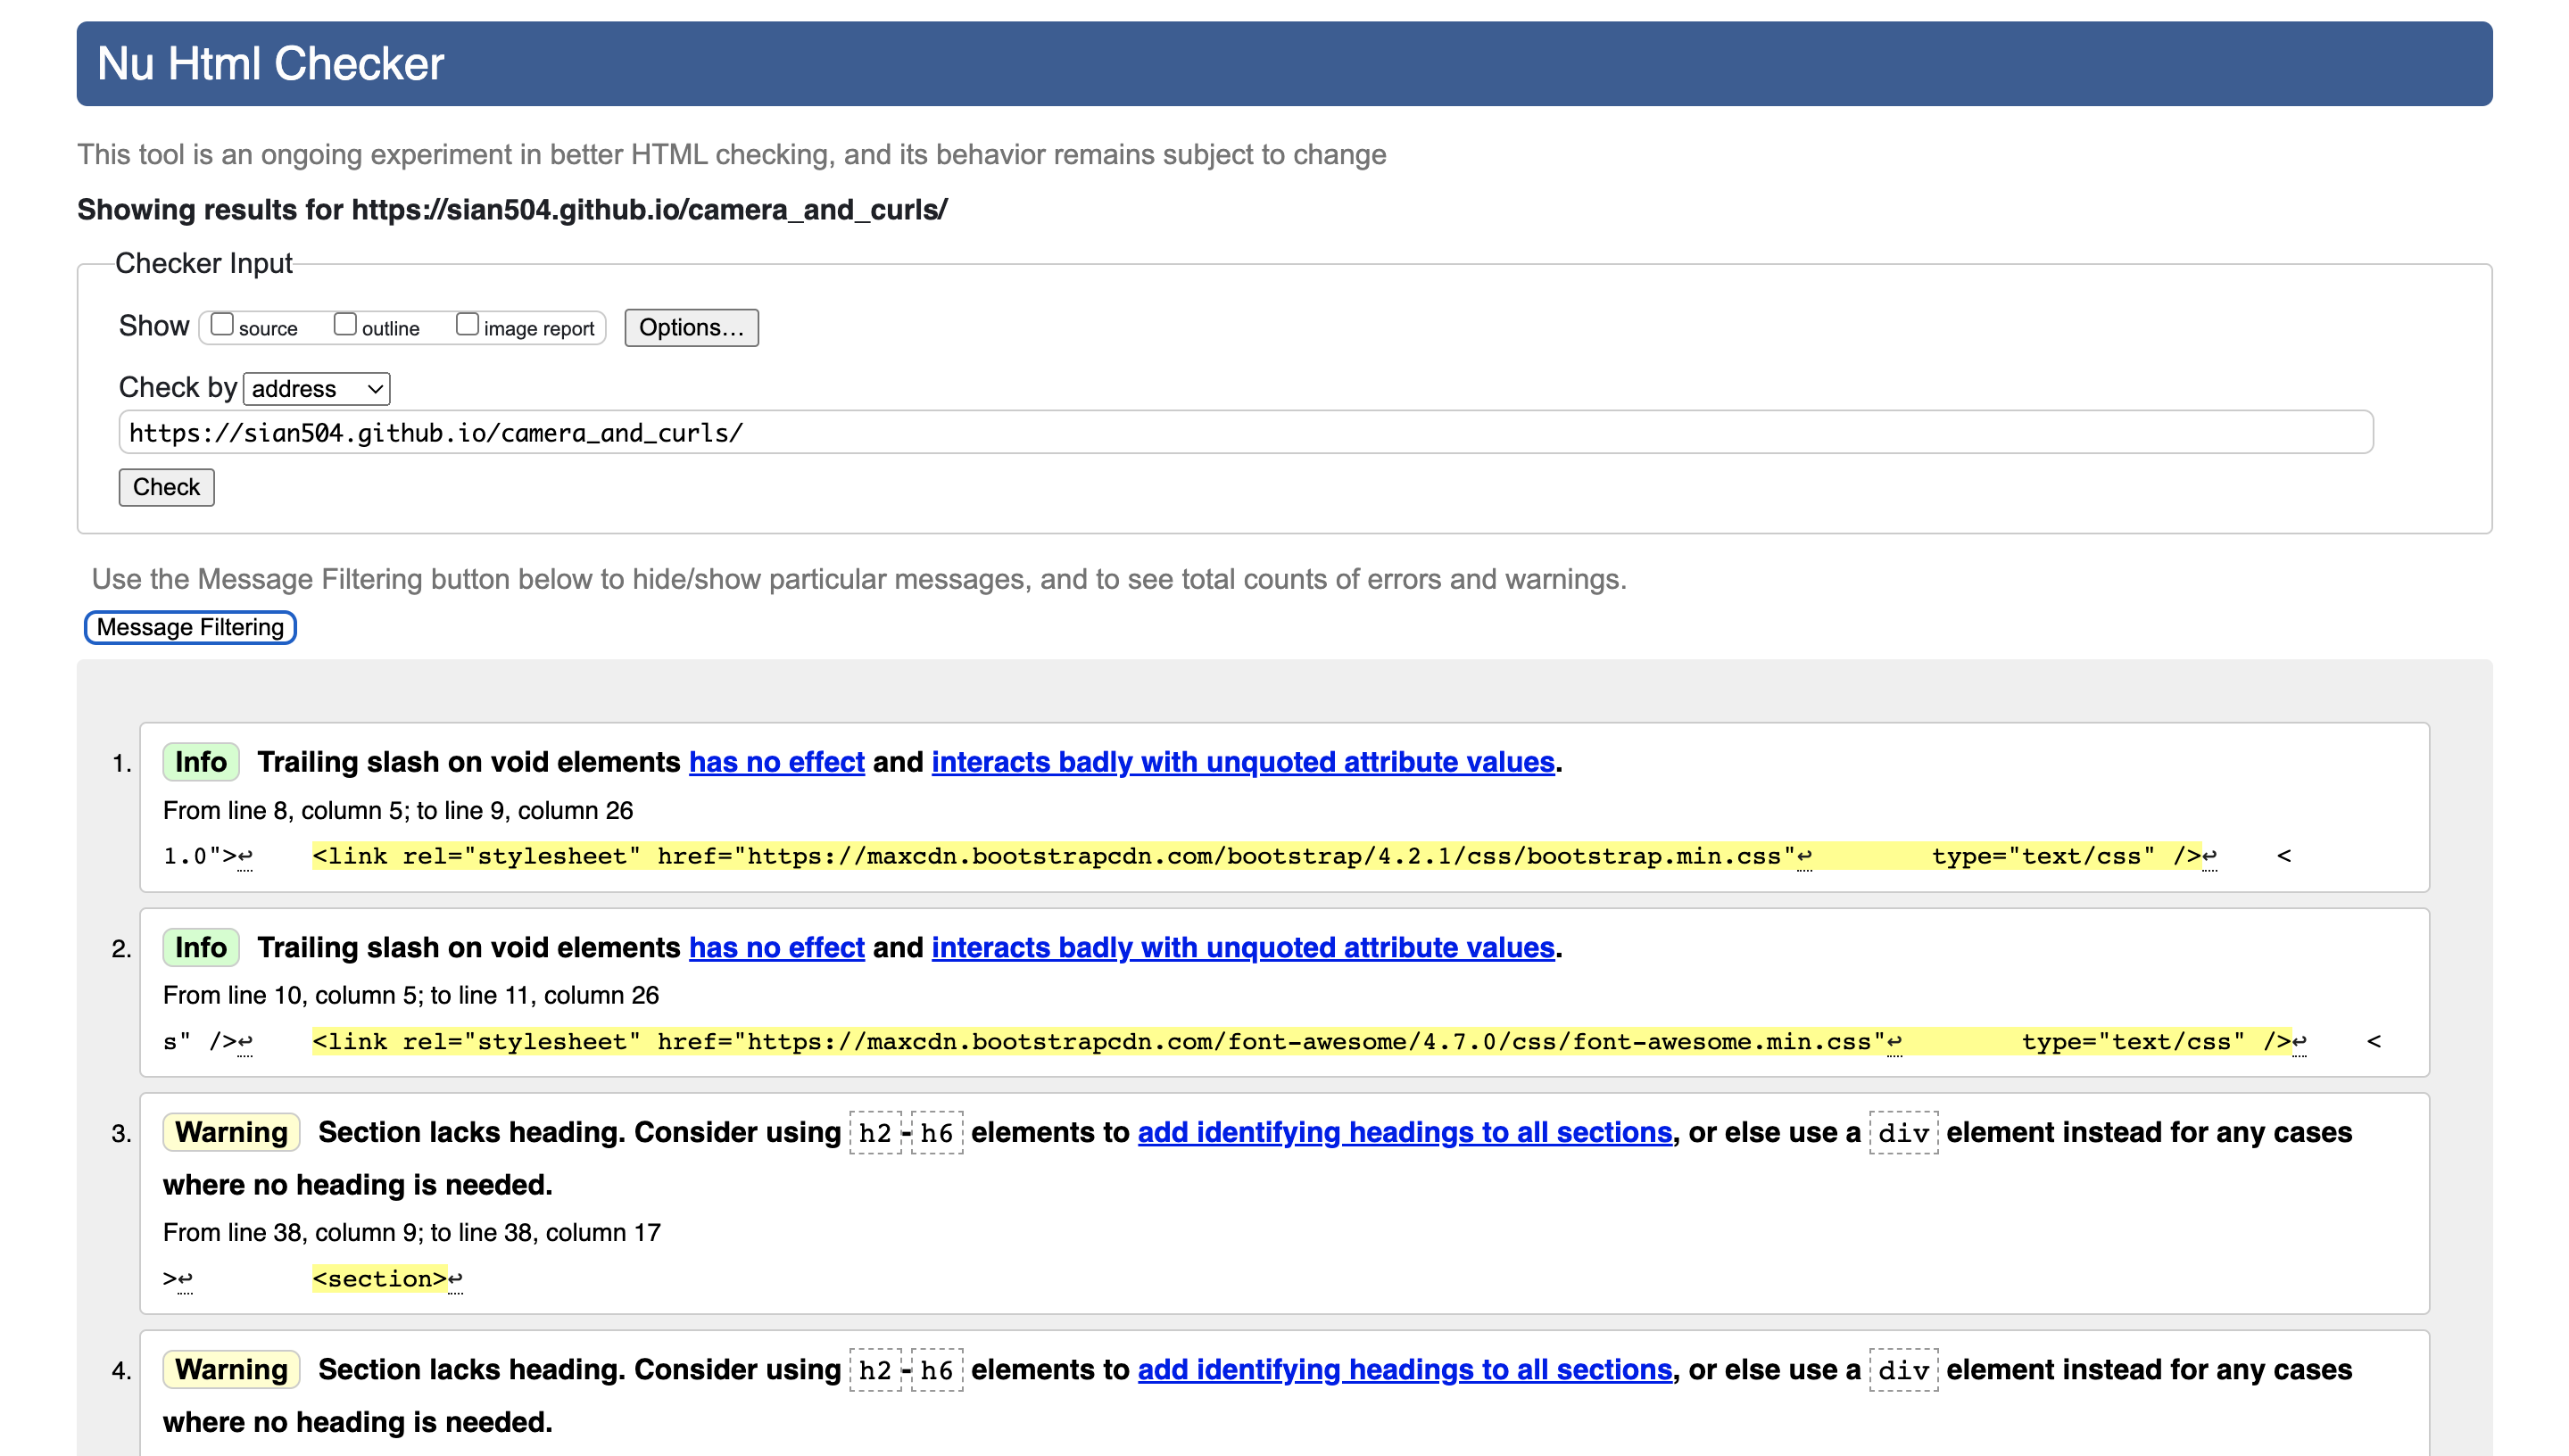 Nu Html Checker
This tool is an ongoing experiment in better HTML checking, and its behavior remains subject to change
Showing results for https://sian504.github.io/camera_and_curls/
Checker Input
Show source outline image report Options...
Check by address
https://sian504.github.io/camera_and_curls/
Check
Use the Message Filtering button below to hide/show particular messages, and to see total counts of errors and warnings.
Message Filtering
1. Info Trailing slash on void elements has no effect and interacts badly with unquoted attribute values.
From line 8, column 5; to line 9, column 26
1.0">↩ <link rel="stylesheet" href="https://maxcdn.bootstrapcdn.com/bootstrap/4.2.1/css/bootstrap.min.css"↩ type="text/css" />↩ <
2. Info Trailing slash on void elements has no effect and interacts badly with unquoted attribute values.
From line 10, column 5; to line 11, column 26
s" />↩ <link rel="stylesheet" href="https://maxcdn.bootstrapcdn.com/font-awesome/4.7.0/css/font-awesome.min.css"↩ type="text/css" />↩ <
3. Warning Section lacks heading. Consider using h2-h6 elements to add identifying headings to all sections, or else use a div element instead for any cases
where no heading is needed.
From line 38, column 9; to line 38, column 17
>↩ <section>↩
4. Warning Section lacks heading. Consider using h2-h6 elements to add identifying headings to all sections, or else use a div element instead for any cases
where no heading is needed.